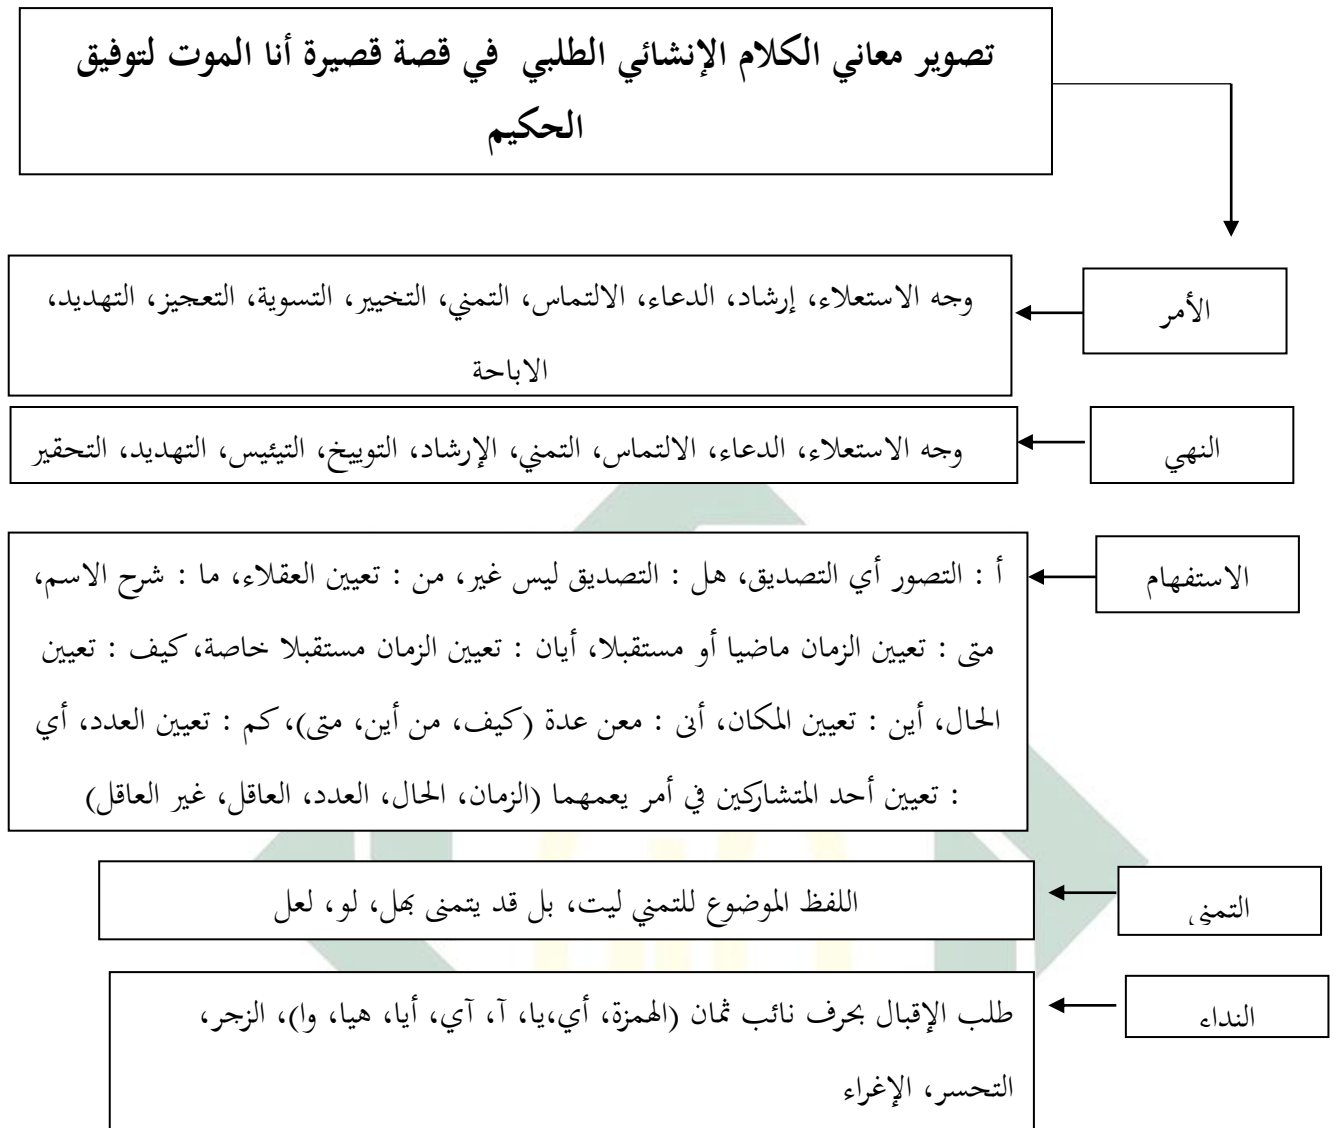 تصوير معاني الكلام الإنشائي الطلبي في قصة قصيرة أنا الموت لتوفيق
الحكيم
الأمر
وجه الاستعلاء، إرشاد، الدعاء، الالتماس، التمني، التخيير، التسوية، التعجيز، التهديد،
الاباحة
النهي
وجه الاستعلاء، الدعاء، الالتماس، التمني، الإرشاد، التوبيخ، التيئيس، التهديد، التحقير
الاستفهام
أ : التصور أي التصديق، هل : التصديق ليس غير، من : تعيين العقلاء، ما : شرح الاسم،
متى : تعيين الزمان ماضيا أو مستقبلا، أيان : تعيين الزمان مستقبلا خاصة، كيف : تعيين
الحال، أين : تعيين المكان، أنى : معن عدة (كيف، من أين، متى)، كم : تعيين العدد، أي
: تعيين أحد المتشاركين في أمر يعمهما (الزمان، الحال، العدد، العاقل، غير العاقل)
التمنى
اللفظ الموضوع للتمني ليت، بل قد يتمنى بهل، لو، لعل
النداء
طلب الإقبال بحرف نائب ثمان (الهمزة، أي،يا، آ، آي، أيا، هيا، وا)، الزجر،
التحسر، الإغراء